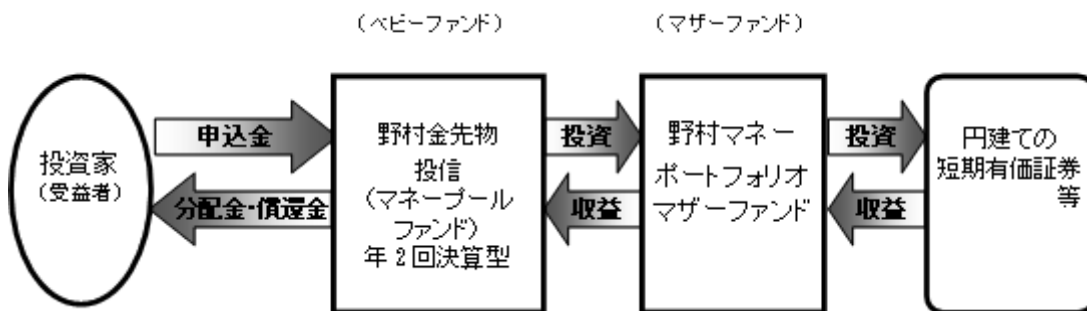 （ベビーファンド）
（マザーファンド）
投資家
（受益者）
申込金
分配金・償還金
野村金先物
投信
（マネープール
ファンド）
年２回決算型
投資
収益
野村マネー
ポートフォリオ
マザーファンド
投資
収益
円建ての
短期有価証券
等